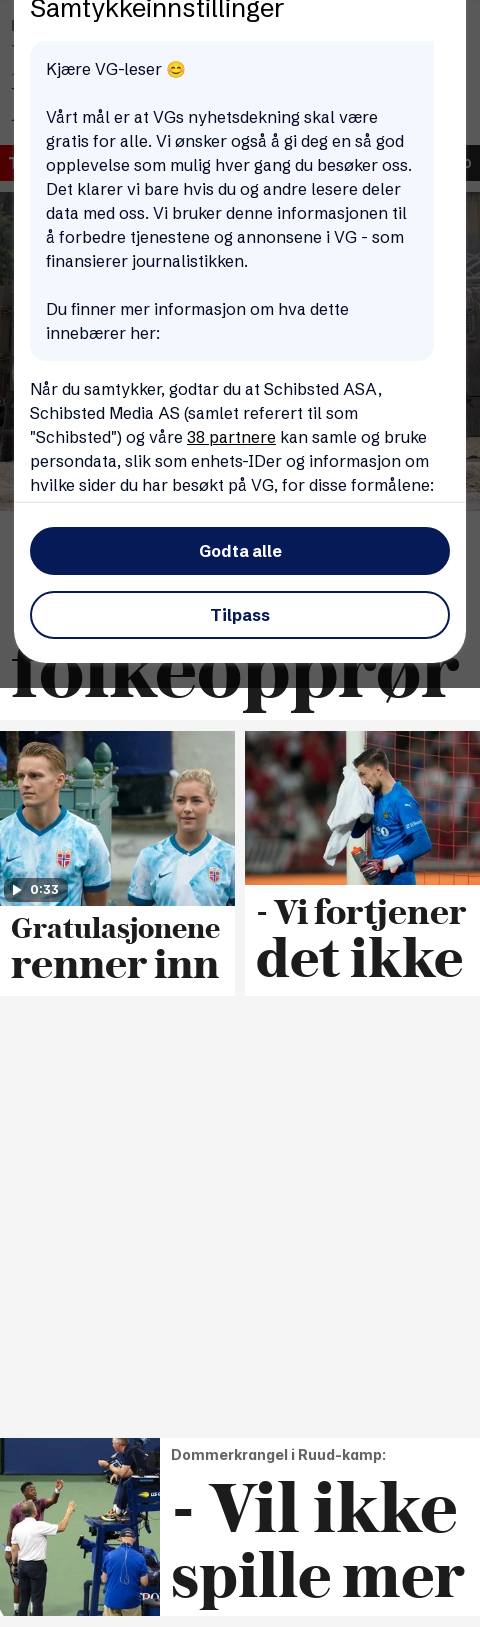 Samtykkeinnstillinger
Kjære VG-leser 😊
Vårt mål er at VGs nyhetsdekning skal være
gratis for alle. Vi ønsker også å gi deg en så god
opplevelse som mulig hver gang du besøker oss.
Det klarer vi bare hvis du og andre lesere deler
data med oss. Vi bruker denne informasjonen til
å forbedre tjenestene og annonsene i VG - som
finansierer journalistikken.
Du finner mer informasjon om hva dette
innebærer her:
Når du samtykker, godtar du at Schibsted ASA,
Schibsted Media AS (samlet referert til som
"Schibsted") og våre 38 partnere kan samle og bruke
persondata, slik som enhets-IDer og informasjon om
hvilke sider du har besøkt på VG, for disse formålene:
Godta alle
Tilpass
folkeopprør
0:33
Gratulasjonene
renner inn
- Vi fortjener
det ikke
Dommerkrangel i Ruud-kamp:
- Vil ikke
spille mer